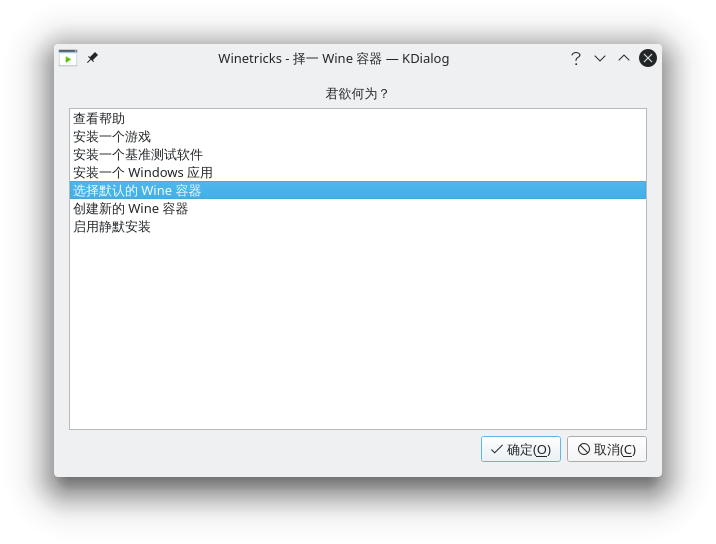 Winetricks - 择一 Wine 容器 — KDialog
君欲何为？
查看帮助
安装一个游戏
安装一个基准测试软件
安装一个 Windows 应用
选择默认的 Wine 容器
创建新的 Wine 容器
启用静默安装
确定(O)
取消(C)